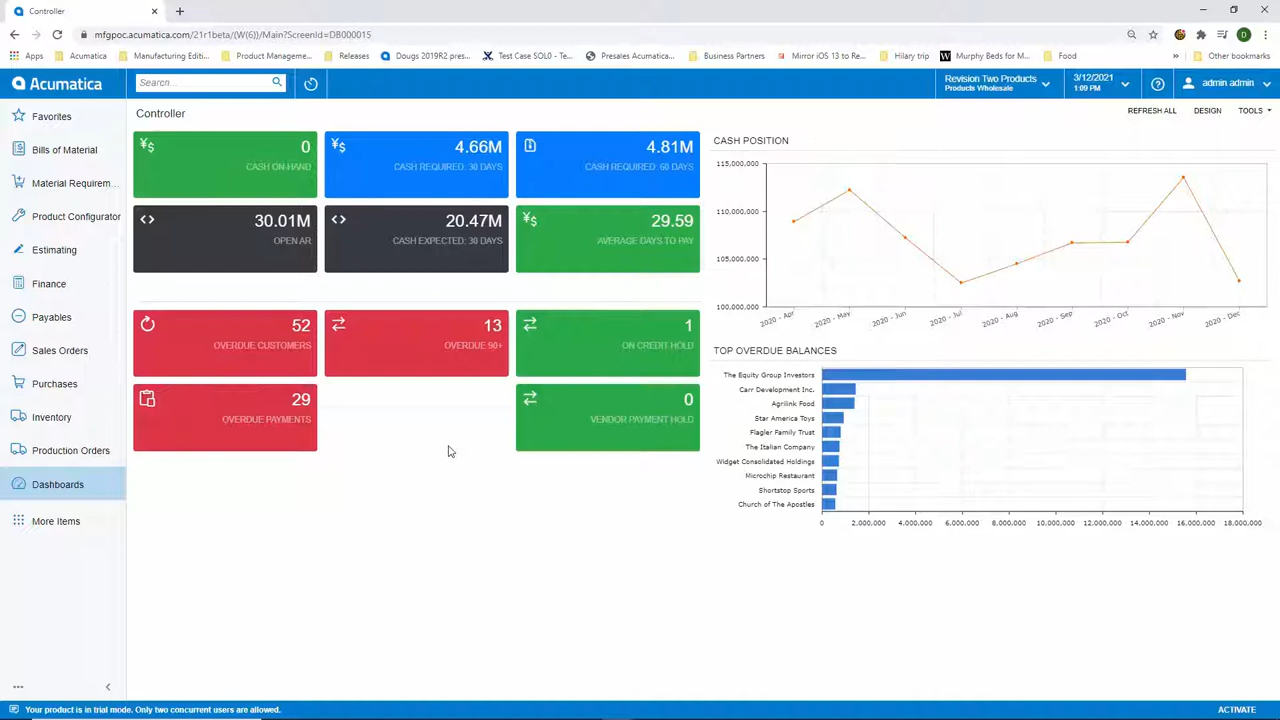 Controller
mfgpoc.acumatica.com/21r1beta/(W(6))/Main?ScreenId=DB000015
Apps
Acumatica
Manufacturing Editi...
Product Manageme...
Releases
Dougs 2019R2 pres...
Test Case SOL0 – Te...
Presales Acumatica...
Business Partners
Mirror iOS 13 to Re...
Hilary trip
Murphy Beds for M...
Food
»
Other bookmarks
Acumatica
Search...
Revision Two Products
Products Wholesale
3/12/2021
1:09 PM
admin admin
Favorites
Bills of Material
Material Requirem...
Product Configurator
Estimating
Finance
Payables
Sales Orders
Purchases
Inventory
Production Orders
Dashboards
More Items
Controller
REFRESH ALL
DESIGN
TOOLS
0
CASH ON-HAND
4.66M
CASH REQUIRED: 30 DAYS
4.81M
CASH REQUIRED: 60 DAYS
30.01M
OPEN AR
20.47M
CASH EXPECTED: 30 DAYS
29.59
AVERAGE DAYS TO PAY
52
OVERDUE CUSTOMERS
13
OVERDUE 90+
1
ON CREDIT HOLD
29
OVERDUE PAYMENTS
0
VENDOR PAYMENT HOLD
CASH POSITION
115,000,000
110,000,000
105,000,000
100,000,000
2020 - Apr
2020 - May
2020 - Jun
2020 - Jul
2020 - Aug
2020 - Sep
2020 - Oct
2020 - Nov
2020 - Dec
TOP OVERDUE BALANCES
The Equity Group Investors
Carr Development Inc.
Agrilink Food
Star America Toys
Flagler Family Trust
The Italian Company
Widget Consolidated Holdings
Microchip Restaurant
Shortstop Sports
Church of The Apostles
0 2,000,000 4,000,000 6,000,000 8,000,000 10,000,000 12,000,000 14,000,000 16,000,000 18,000,000
Your product is in trial mode. Only two concurrent users are allowed.
ACTIVATE